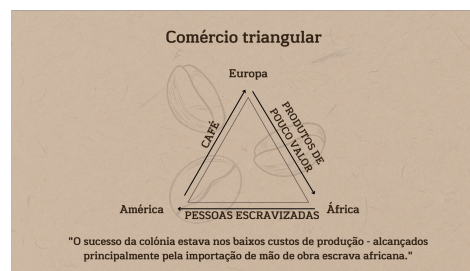 Comércio triangular
Europa
CAFÉ
PRODUTOS DE
POUCO VALOR
América
PESSOAS ESCRAVIZADAS
África
"O sucesso da colónia estava nos baixos custos de produção - alcançados
principalmente pela importação de mão de obra escrava africana."